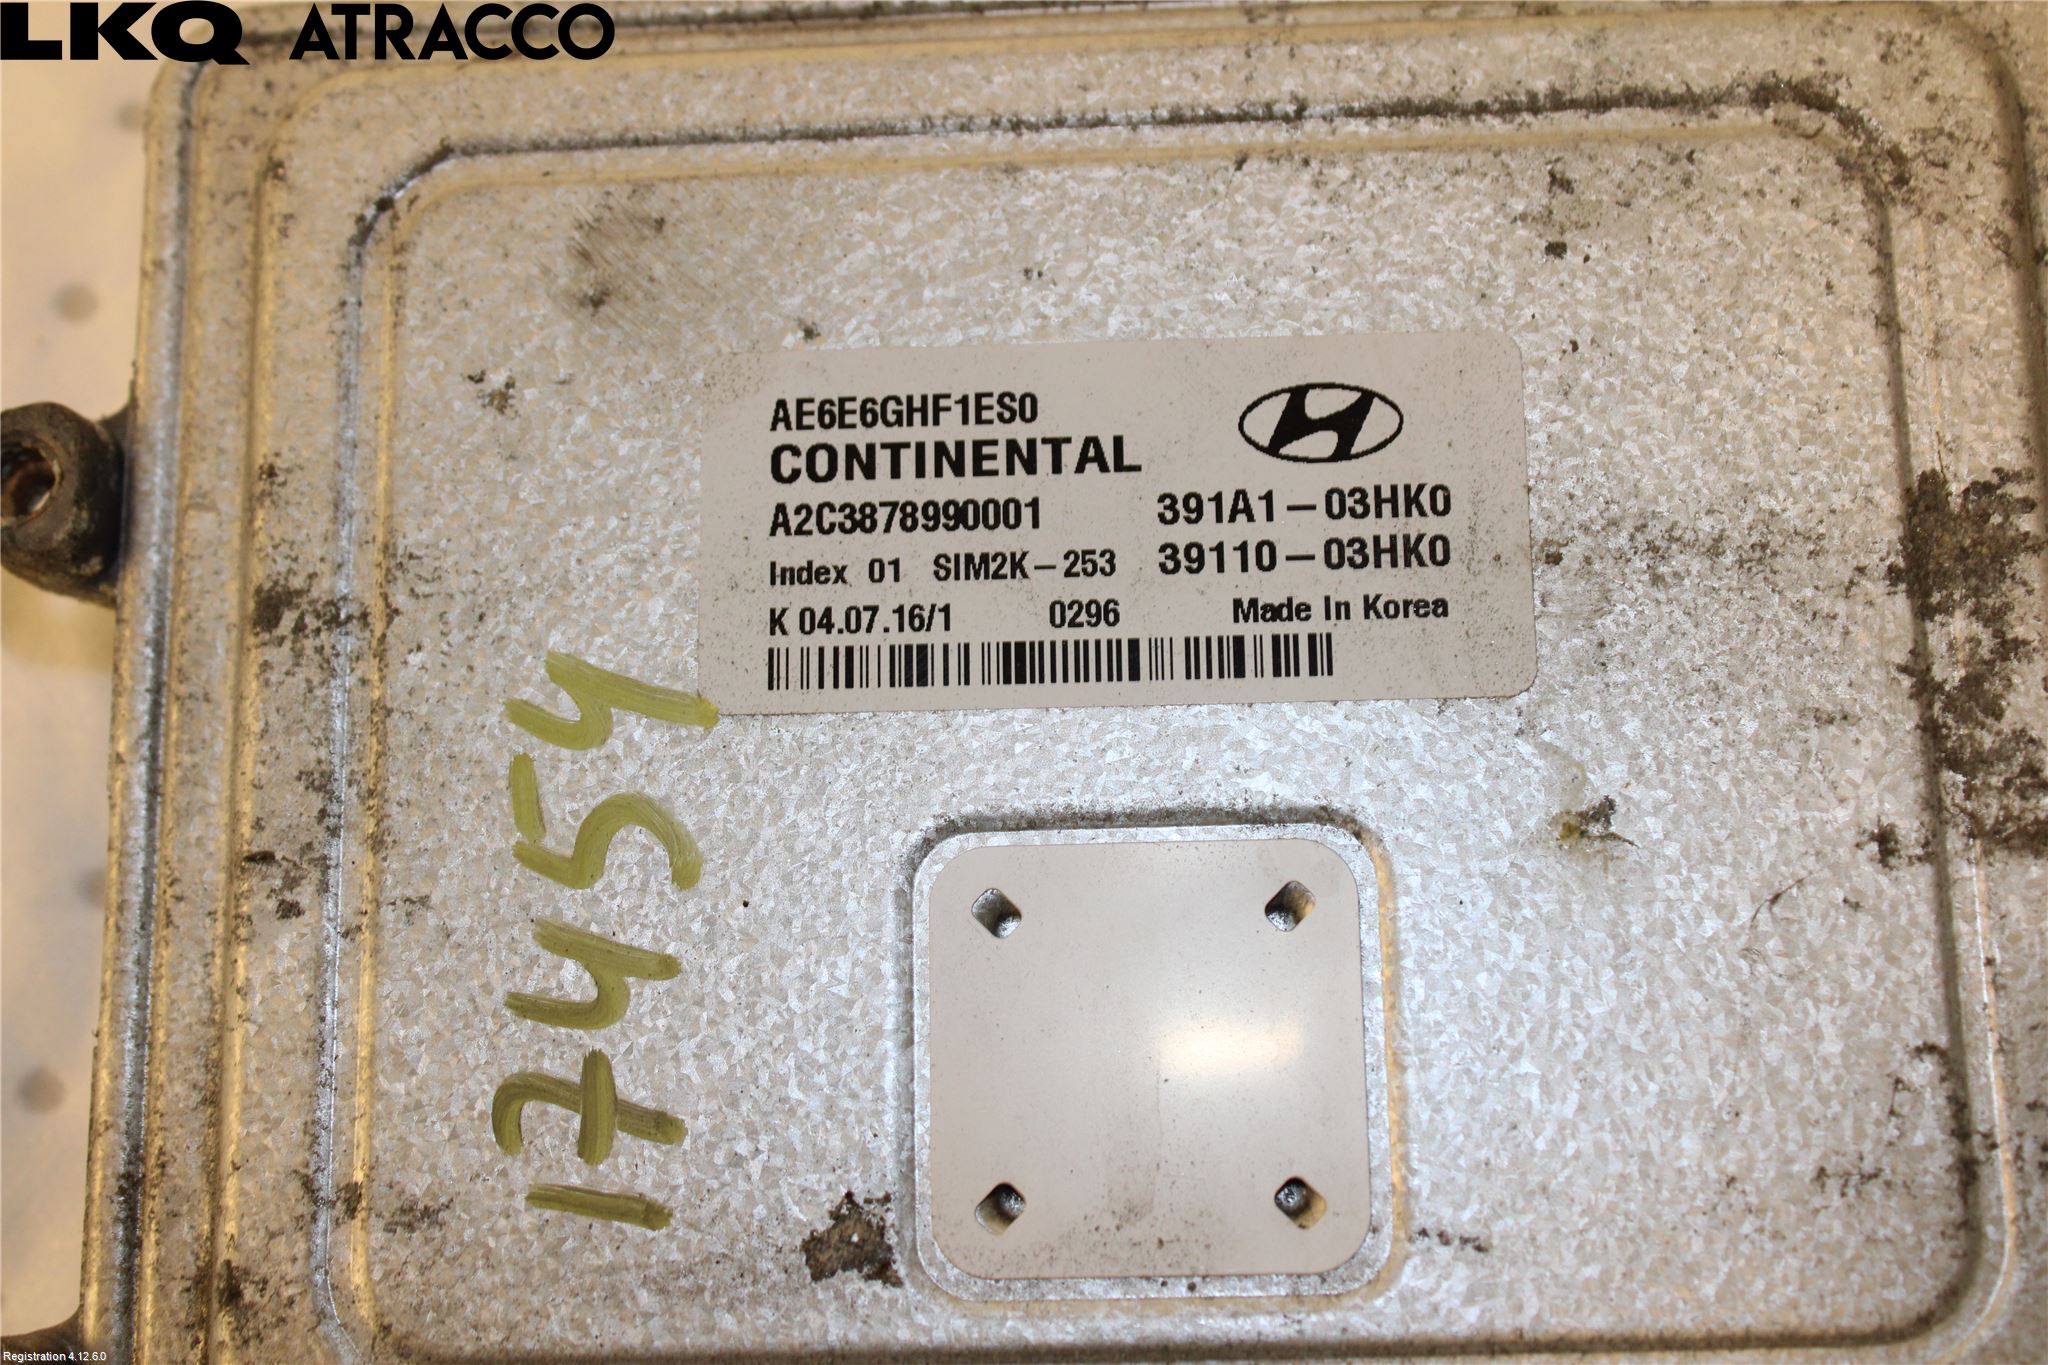 LKQ ATRACCO
AE6E6GHF1ES0
CONTINENTAL
A2C3878990001 391A1-03HK0
Index 01 SIM2K-253 39110-03HK0
K 04.07.16/1 0296 Made In Korea
17454
Registration 4.12.6.0